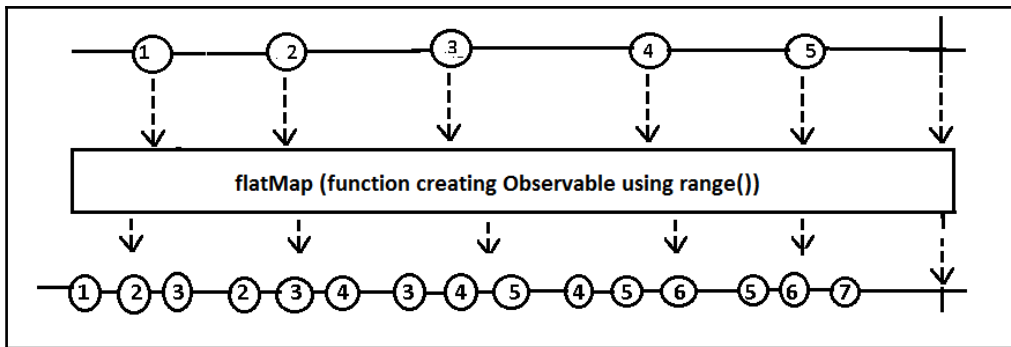 1 2 3 4 5
flatMap (function creating Observable using range())
1 2 3 2 3 4 3 4 5 4 5 6 5 6 7